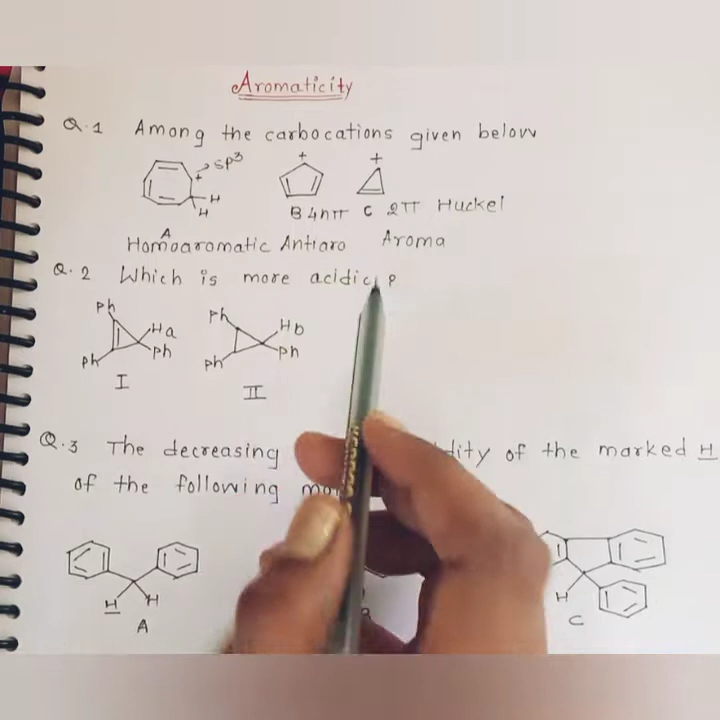 Aromaticity
Q.1 Among the carbocations given below
+ sp3 + +
H
H
B 4nπ C 2π Huckel
A
Homoaromatic Antiaro Aroma
Q.2 Which is more acidic ?
Ph Ha Ph Hb
Ph Ph Ph Ph
I II
Q.3 The decreasing dity of the marked H
of the following
H H H
A C